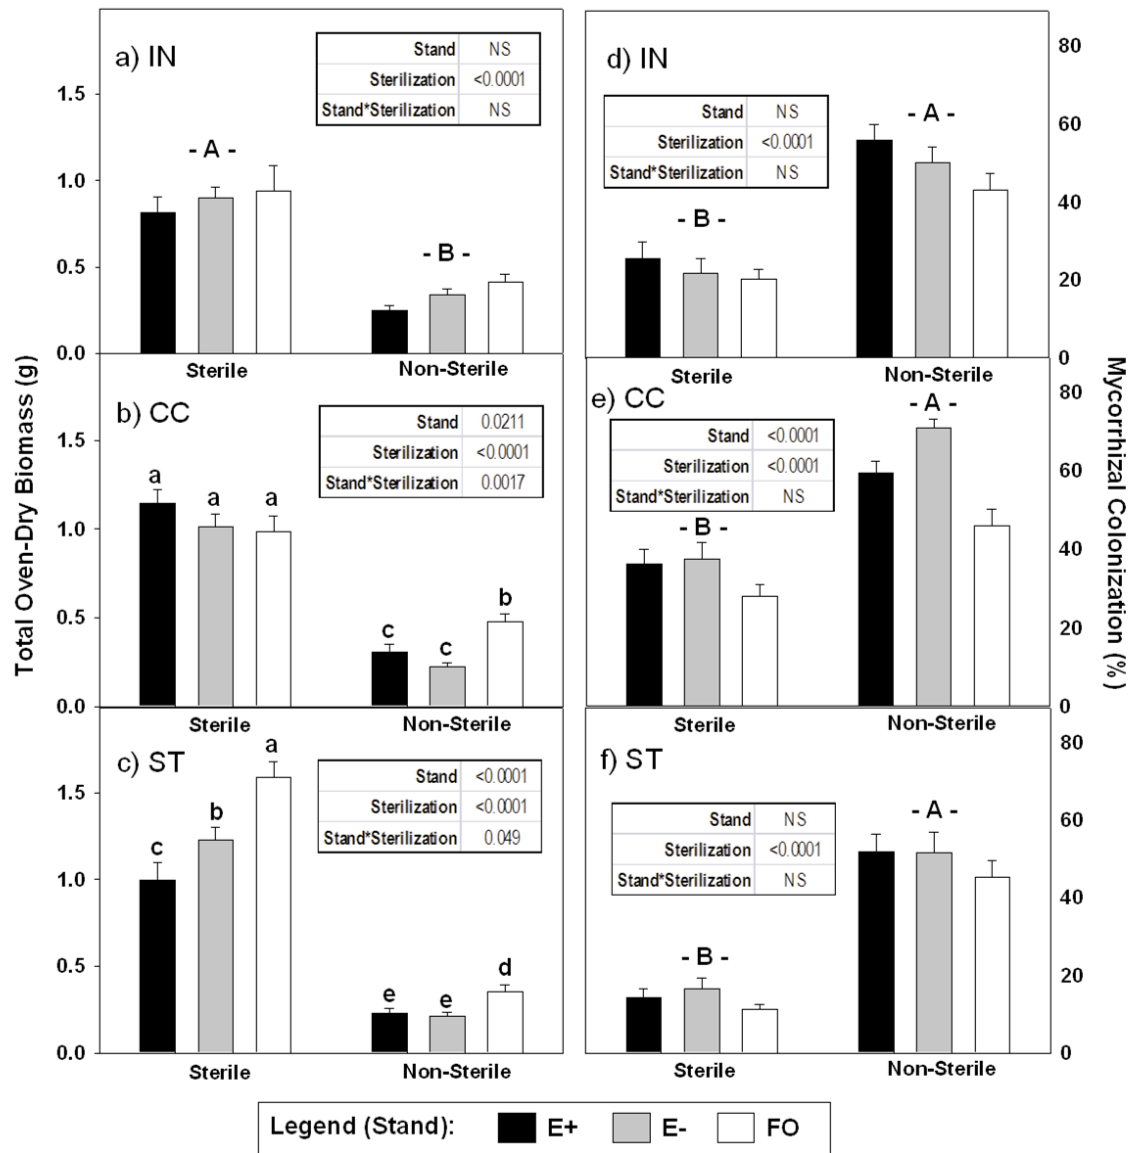 a) IN
Stand NS
Sterilization <0.0001
Stand*Sterilization NS
- A -
- B -
1.5
1.0
0.5
0.0
Sterile Non-Sterile
b) CC
Stand 0.0211
Sterilization <0.0001
Stand*Sterilization 0.0017
a a a
c c b
1.5
1.0
0.5
0.0
Sterile Non-Sterile
c) ST
Stand <0.0001
Sterilization <0.0001
Stand*Sterilization 0.049
c b a
e e d
1.5
1.0
0.5
0.0
Sterile Non-Sterile
Total Oven-Dry Biomass (g)
d) IN
Stand NS
Sterilization <0.0001
Stand*Sterilization NS
- B -
- A -
80
60
40
20
0
Sterile Non-Sterile
e) CC
Stand <0.0001
Sterilization <0.0001
Stand*Sterilization NS
- B -
- A -
80
60
40
20
0
Sterile Non-Sterile
f) ST
Stand NS
Sterilization <0.0001
Stand*Sterilization NS
- B -
- A -
80
60
40
20
0
Sterile Non-Sterile
Mycorrhizal Colonization (%)
Legend (Stand): E+ E- FO